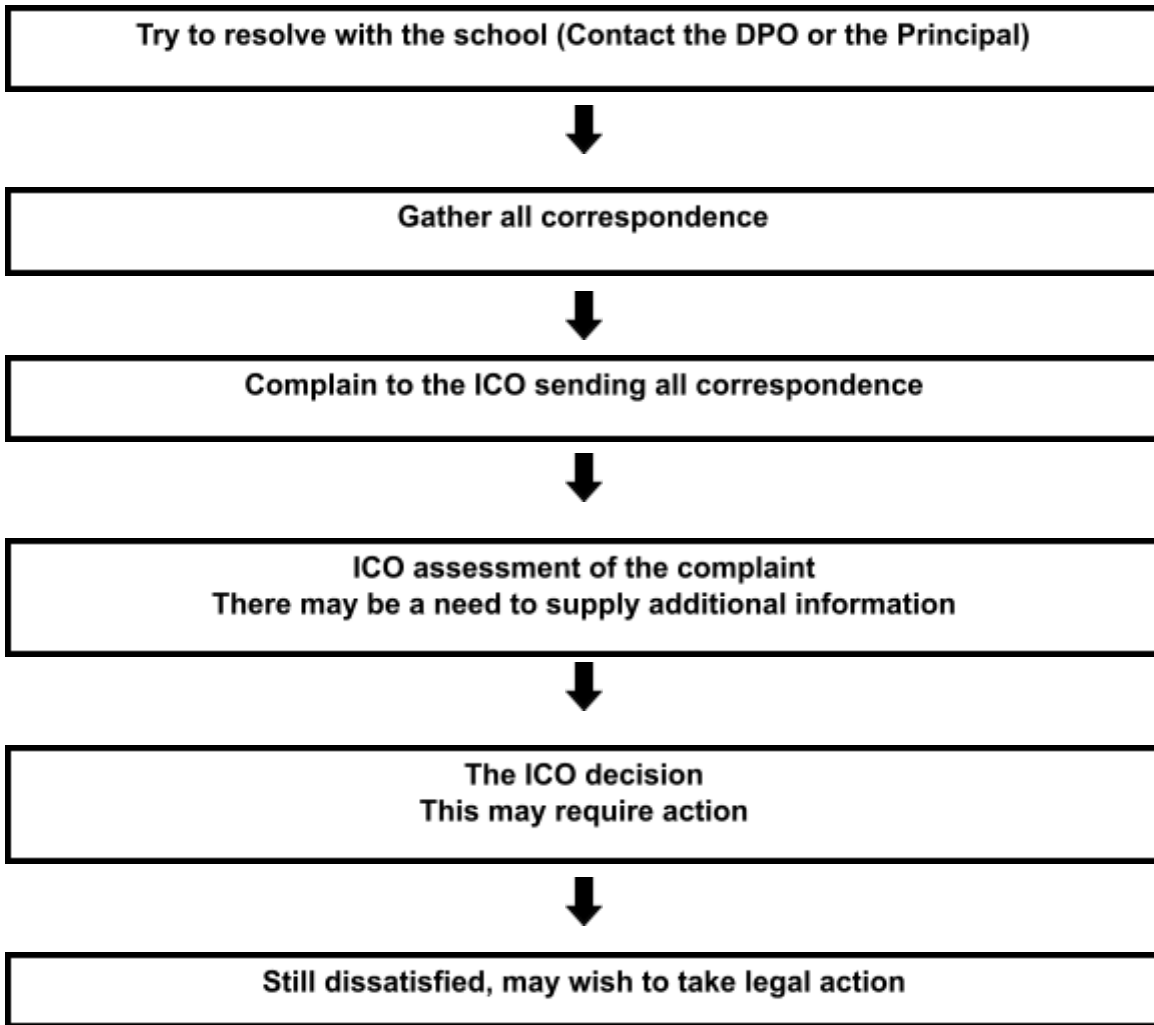 Try to resolve with the school (Contact the DPO or the Principal)
Gather all correspondence
Complain to the ICO sending all correspondence
ICO assessment of the complaint
There may be a need to supply additional information
The ICO decision
This may require action
Still dissatisfied, may wish to take legal action